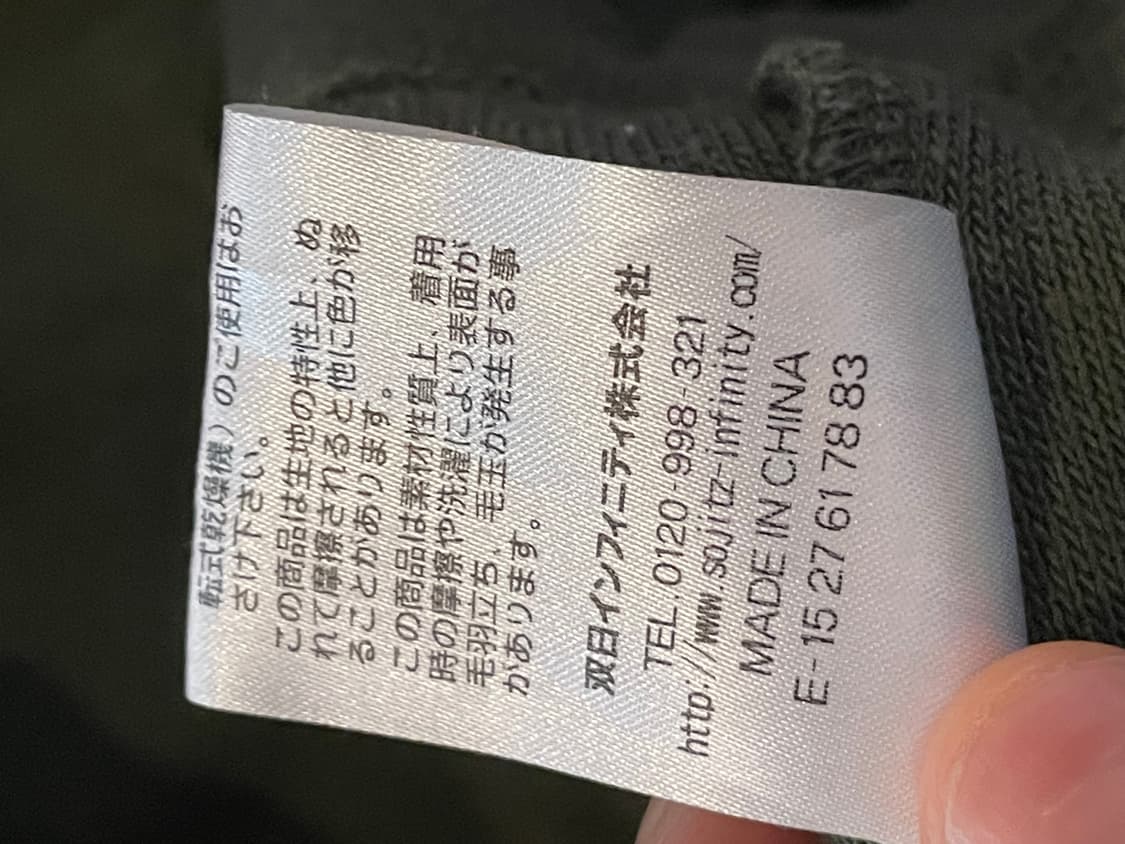 転式乾燥機)のご使用はお
さけ下さい。
この商品は生地の特性上、ぬ
れて摩擦されると他に色が移
ることがあります。
この商品は素材性質上、着用
時の摩擦や洗濯により表面が
毛羽立ち、毛玉が発生する事
があります。
双日インフィニティ株式会社
TEL.0120-998-321
http://www.sojitz-infinity.com/
MADE IN CHINA
E-15 27 61 78 83